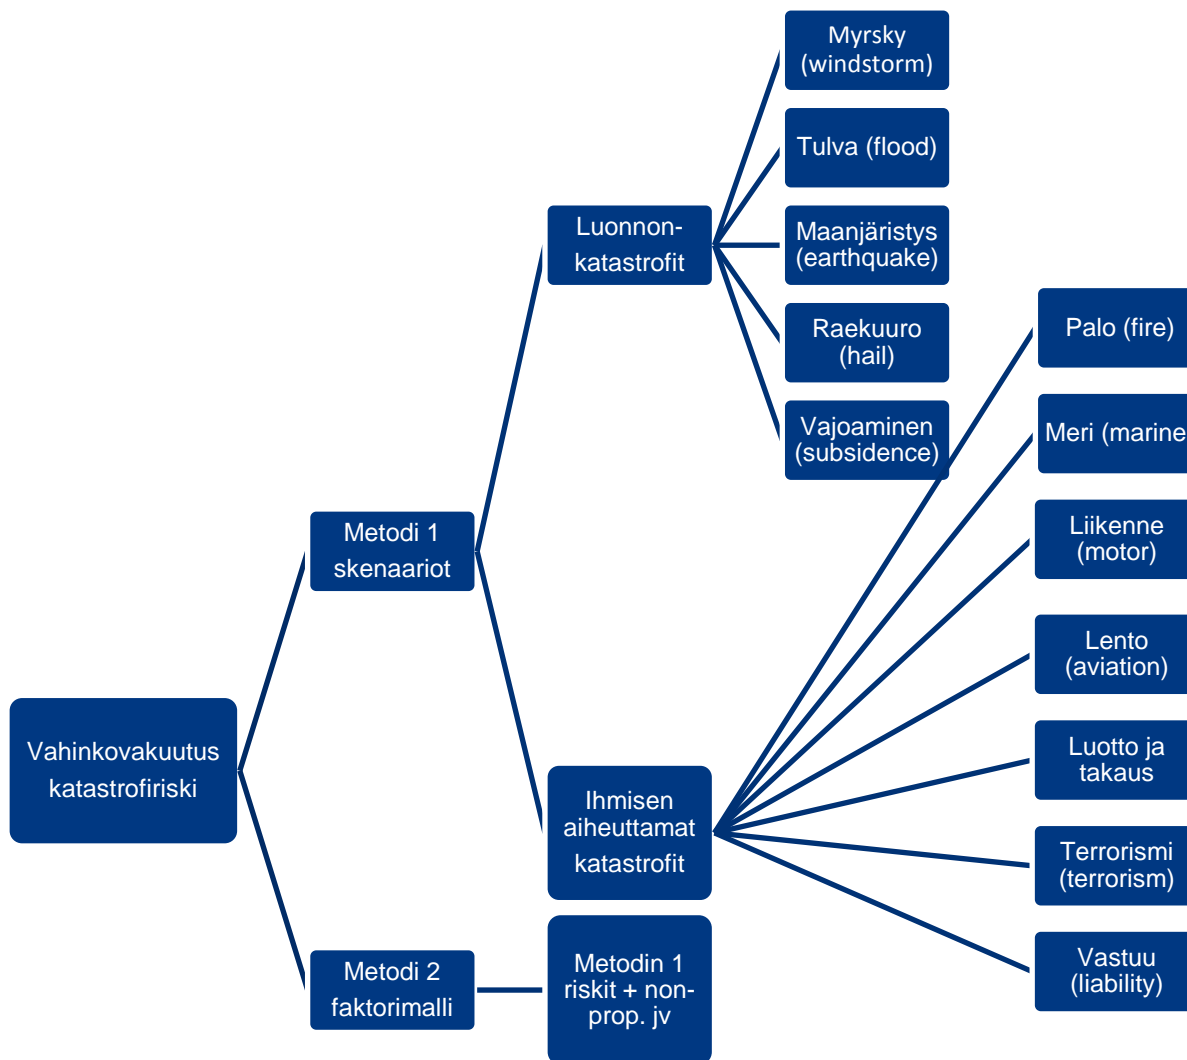 Myrsky
(windstorm)
Tulva (flood)
Luonnon-
katastrofit
Maanjäristys
(earthquake)
Raekuuro
(hail)
Palo (fire)
Vajoaminen
(subsidence)
Meri (marine
Metodi 1
skenaariot
Liikenne
(motor)
Lento
(aviation)
Vahinkovakuutus
katastrofiriski
Luotto ja
takaus
Ihmisen
aiheuttamat
katastrofit
Terrorismi
(terrorism)
Metodi 2
faktorimalli
Metodin 1
riskit + non-
prop. jv
Vastuu
(liability)